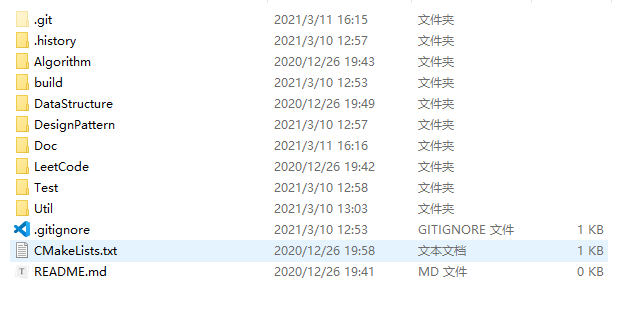 .git 2021/3/11 16:15 文件夹
.history 2021/3/10 12:57 文件夹
Algorithm 2020/12/26 19:43 文件夹
build 2021/3/10 12:53 文件夹
DataStructure 2020/12/26 19:49 文件夹
DesignPattern 2021/3/10 12:57 文件夹
Doc 2021/3/11 16:16 文件夹
LeetCode 2020/12/26 19:42 文件夹
Test 2021/3/10 12:58 文件夹
Util 2021/3/10 13:03 文件夹
.gitignore 2021/3/10 12:53 GITIGNORE 文件 1 KB
CMakeLists.txt 2020/12/26 19:58 文本文档 1 KB
T README.md 2020/12/26 19:41 MD 文件 0 KB